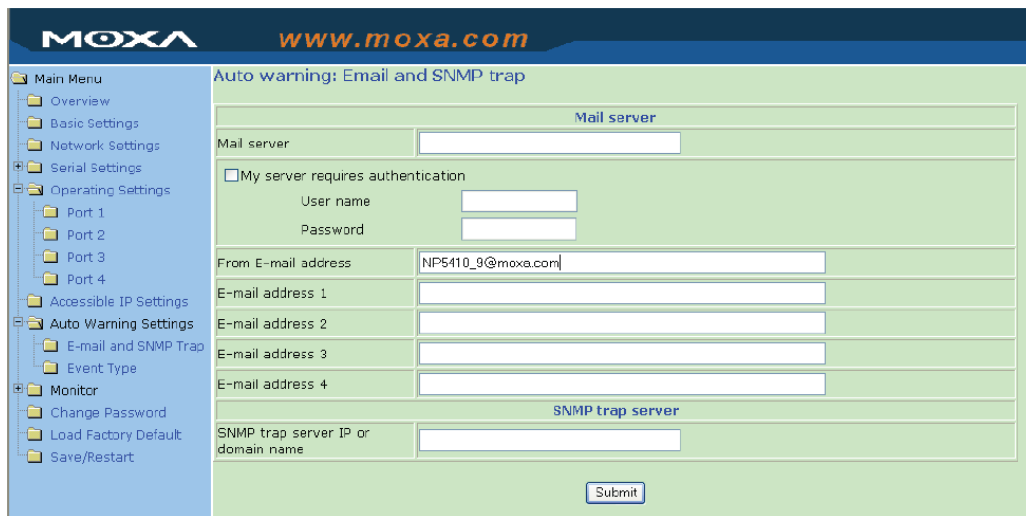 MOXA
www.moxa.com
Main Menu
Overview
Basic Settings
Network Settings
Serial Settings
Operating Settings
Port 1
Port 2
Port 3
Port 4
Accessible IP Settings
Auto Warning Settings
E-mail and SNMP Trap
Event Type
Monitor
Change Password
Load Factory Default
Save/Restart
Auto warning: Email and SNMP trap
Mail server
Mail server
My server requires authentication
User name
Password
From E-mail address
NP5410_9@moxa.com
E-mail address 1
E-mail address 2
E-mail address 3
E-mail address 4
SNMP trap server
SNMP trap server IP or
domain name
Submit